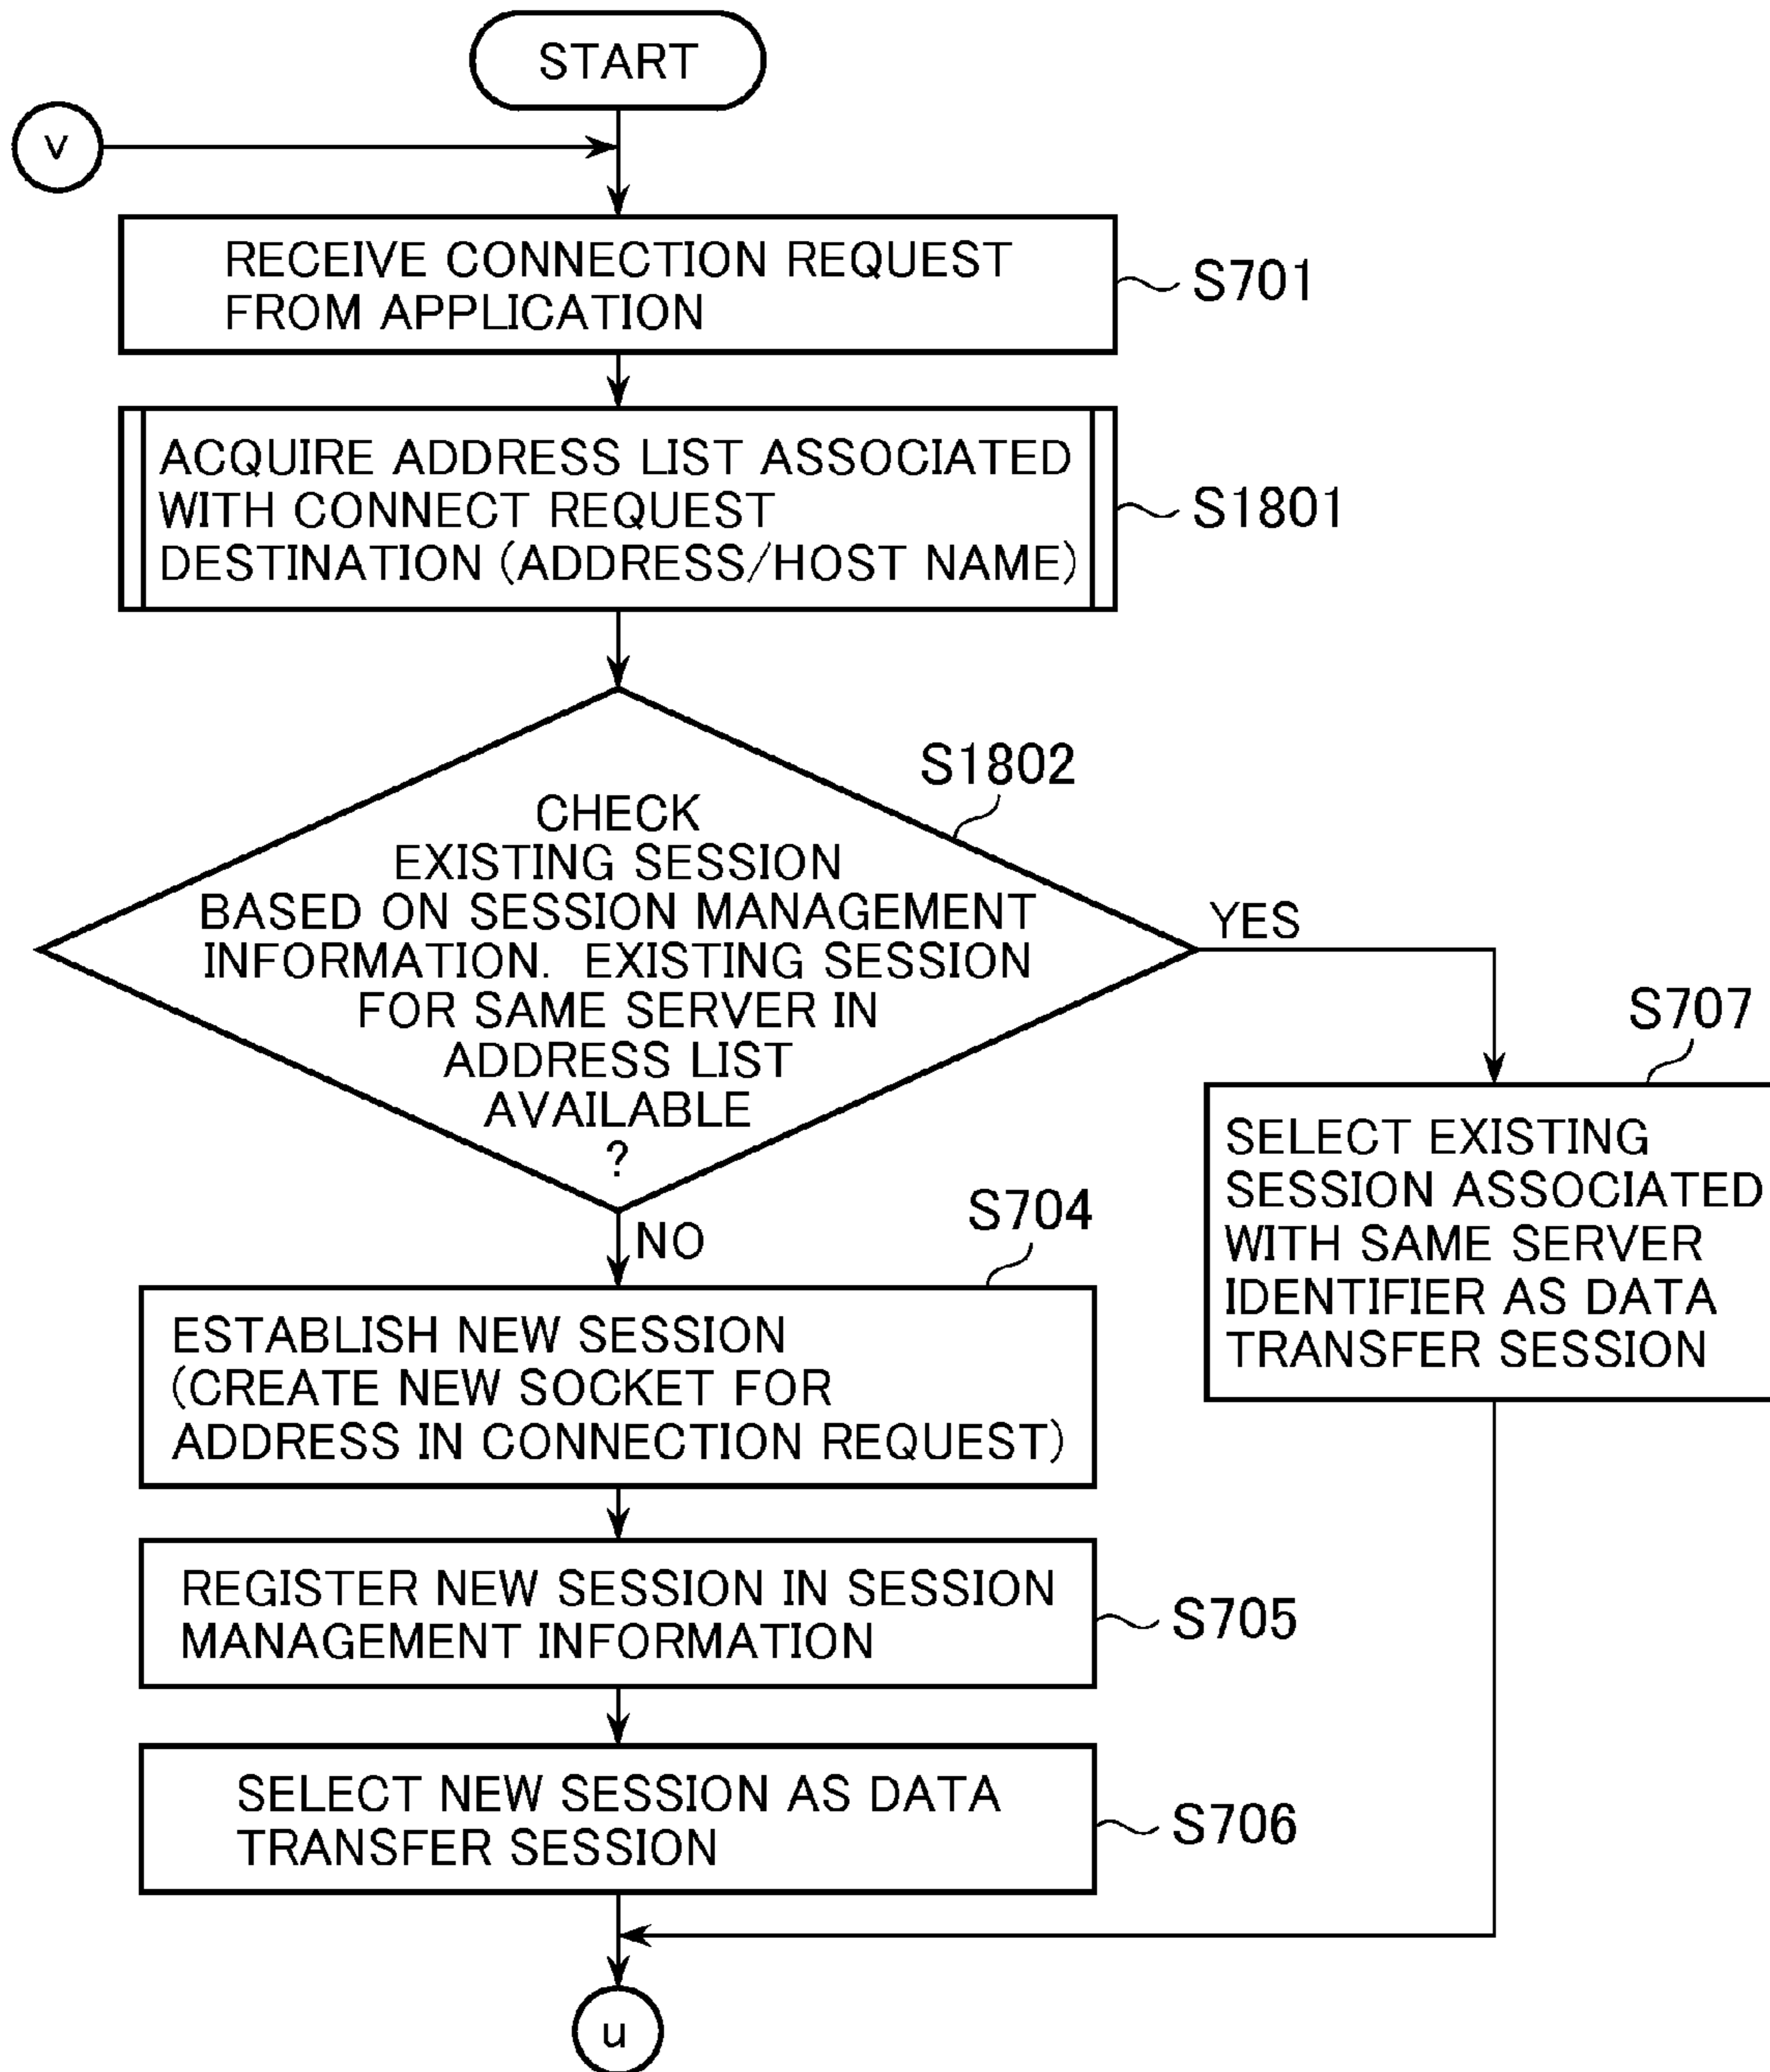 START
v
RECEIVE CONNECTION REQUEST
FROM APPLICATION
S701
ACQUIRE ADDRESS LIST ASSOCIATED
WITH CONNECT REQUEST
DESTINATION (ADDRESS/HOST NAME)
S1801
S1802
CHECK
EXISTING SESSION
BASED ON SESSION MANAGEMENT
INFORMATION. EXISTING SESSION
FOR SAME SERVER IN
ADDRESS LIST
AVAILABLE
?
YES
S707
SELECT EXISTING
SESSION ASSOCIATED
WITH SAME SERVER
IDENTIFIER AS DATA
TRANSFER SESSION
NO
S704
ESTABLISH NEW SESSION
(CREATE NEW SOCKET FOR
ADDRESS IN CONNECTION REQUEST)
REGISTER NEW SESSION IN SESSION
MANAGEMENT INFORMATION
S705
SELECT NEW SESSION AS DATA
TRANSFER SESSION
S706
u